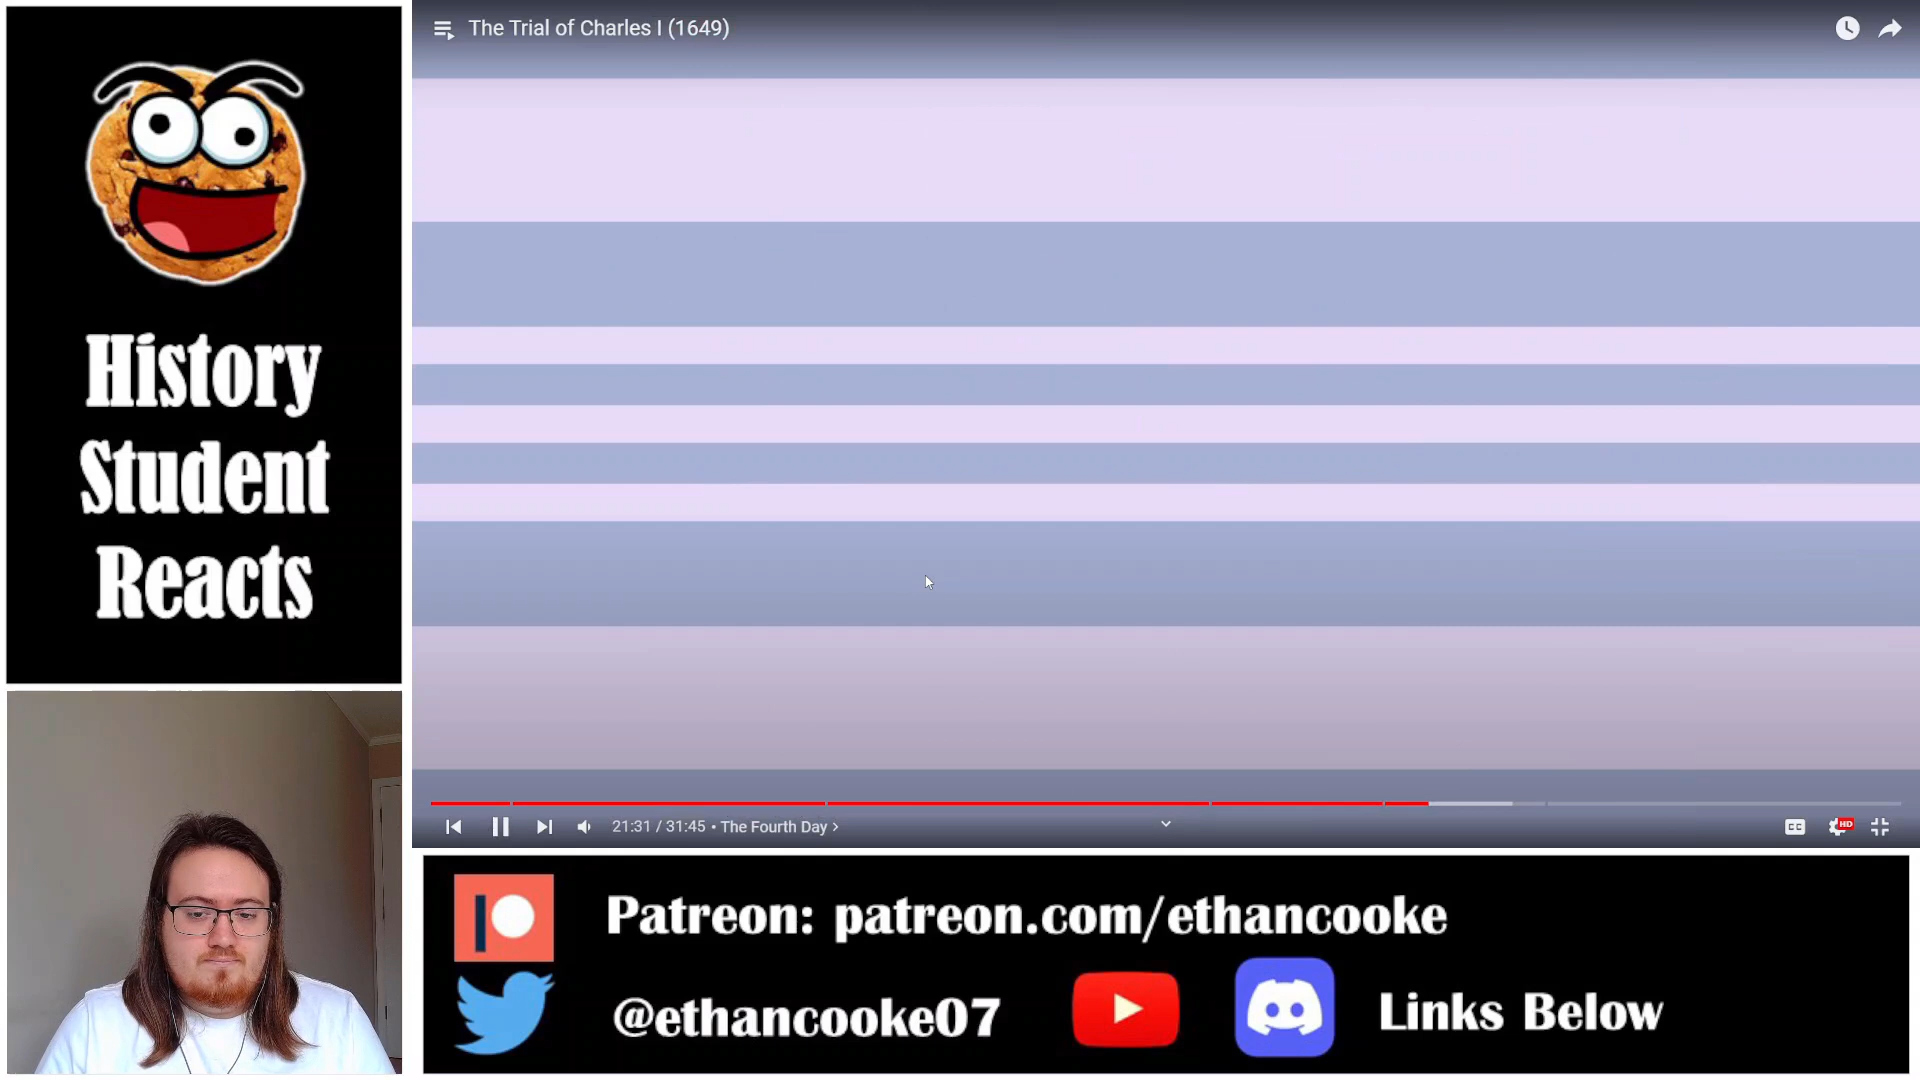 The Trial of Charles I (1649)
History
Student
Reacts
21:31 / 31:45 • The Fourth Day
CC
HD
Patreon: patreon.com/ethancooke
@ethancooke07
Links Below